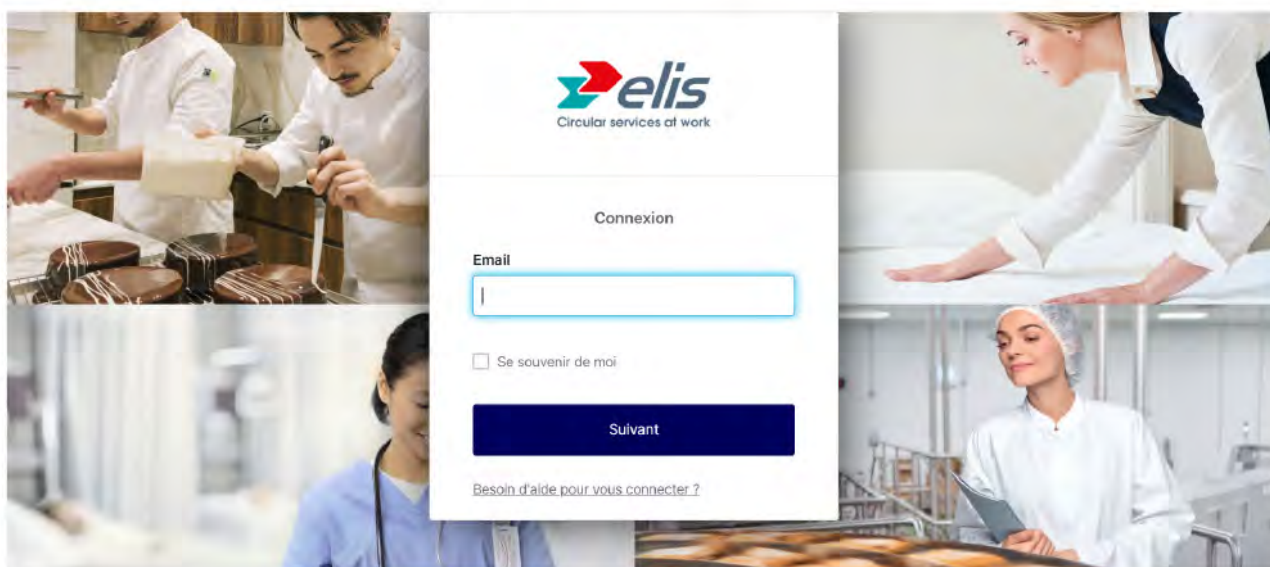 elis
Circular services at work
Connexion
Email
Se souvenir de moi
Suivant
Besoin d'aide pour vous connecter ?